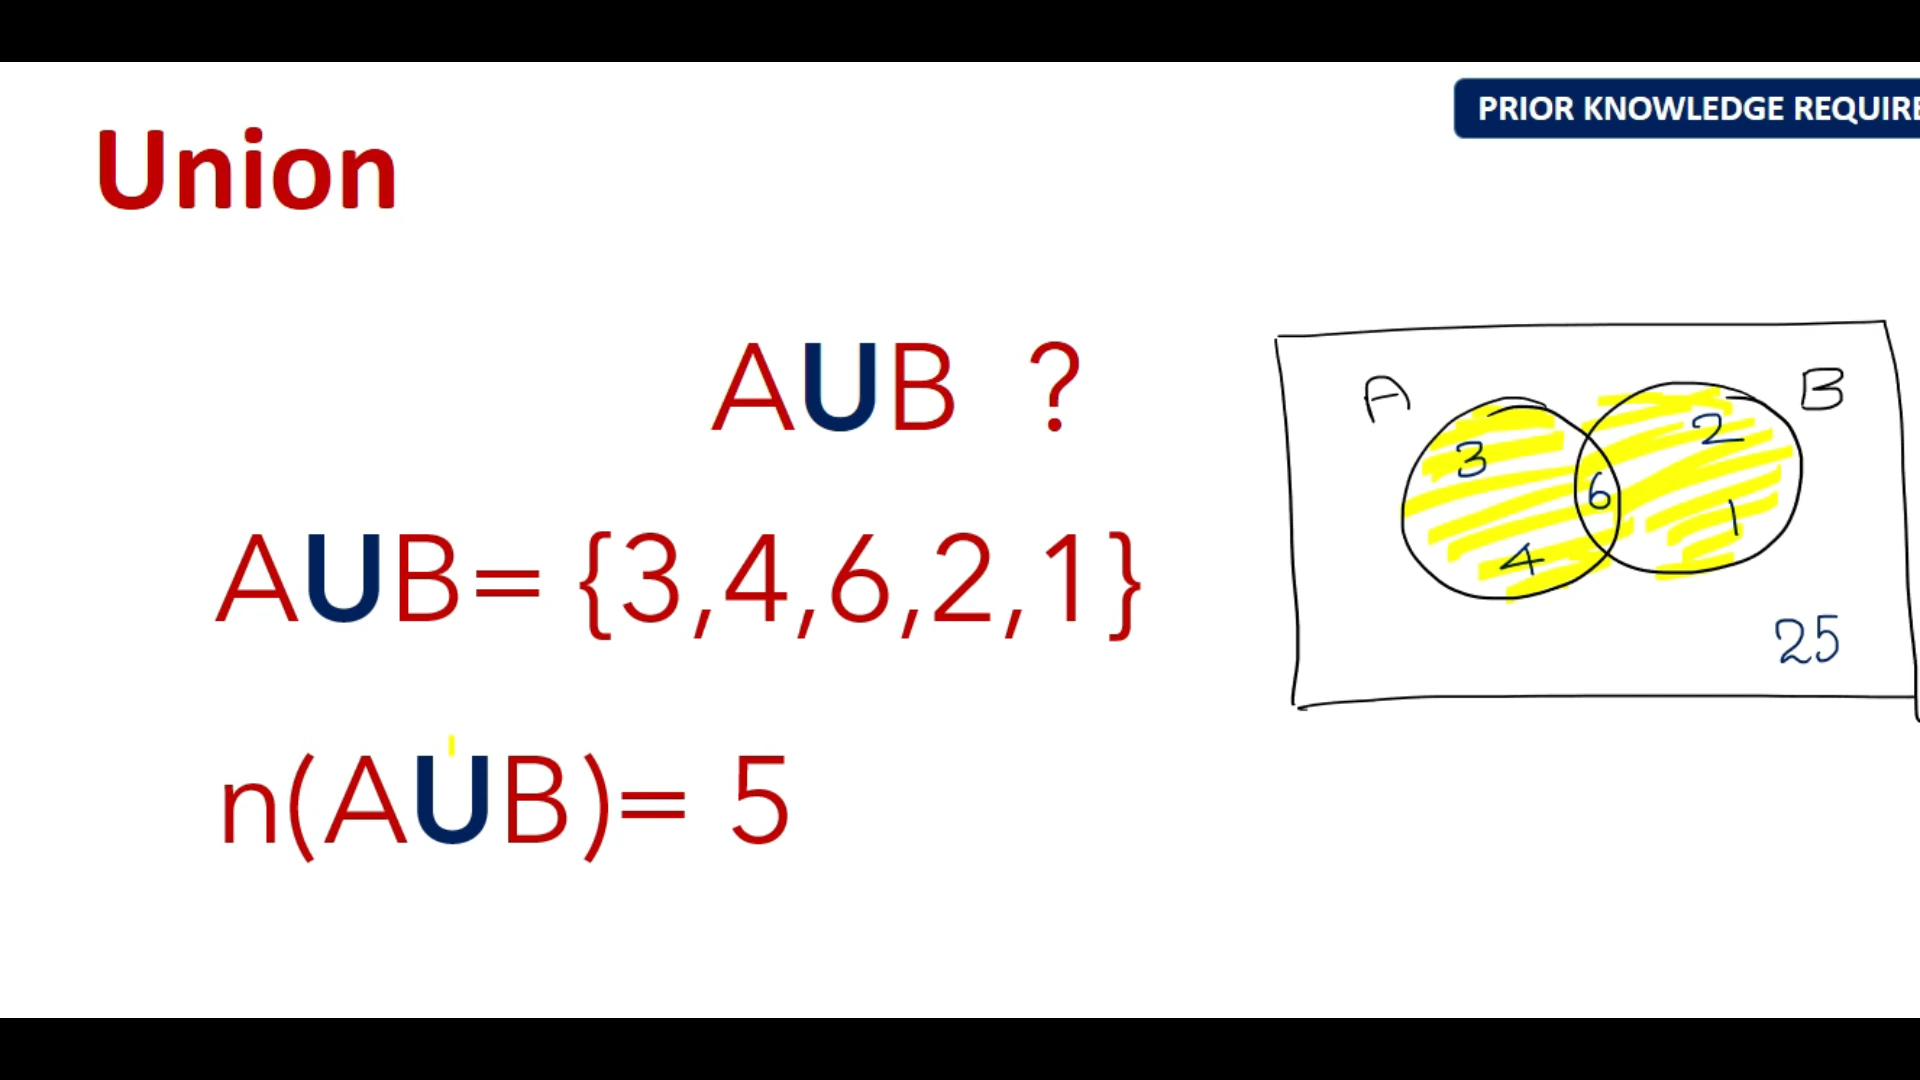 PRIOR KNOWLEDGE REQUIRE
Union
AUB ?
AUB= {3,4,6,2,1}
n(AUB)= 5
A
B
3
2
6
1
4
25